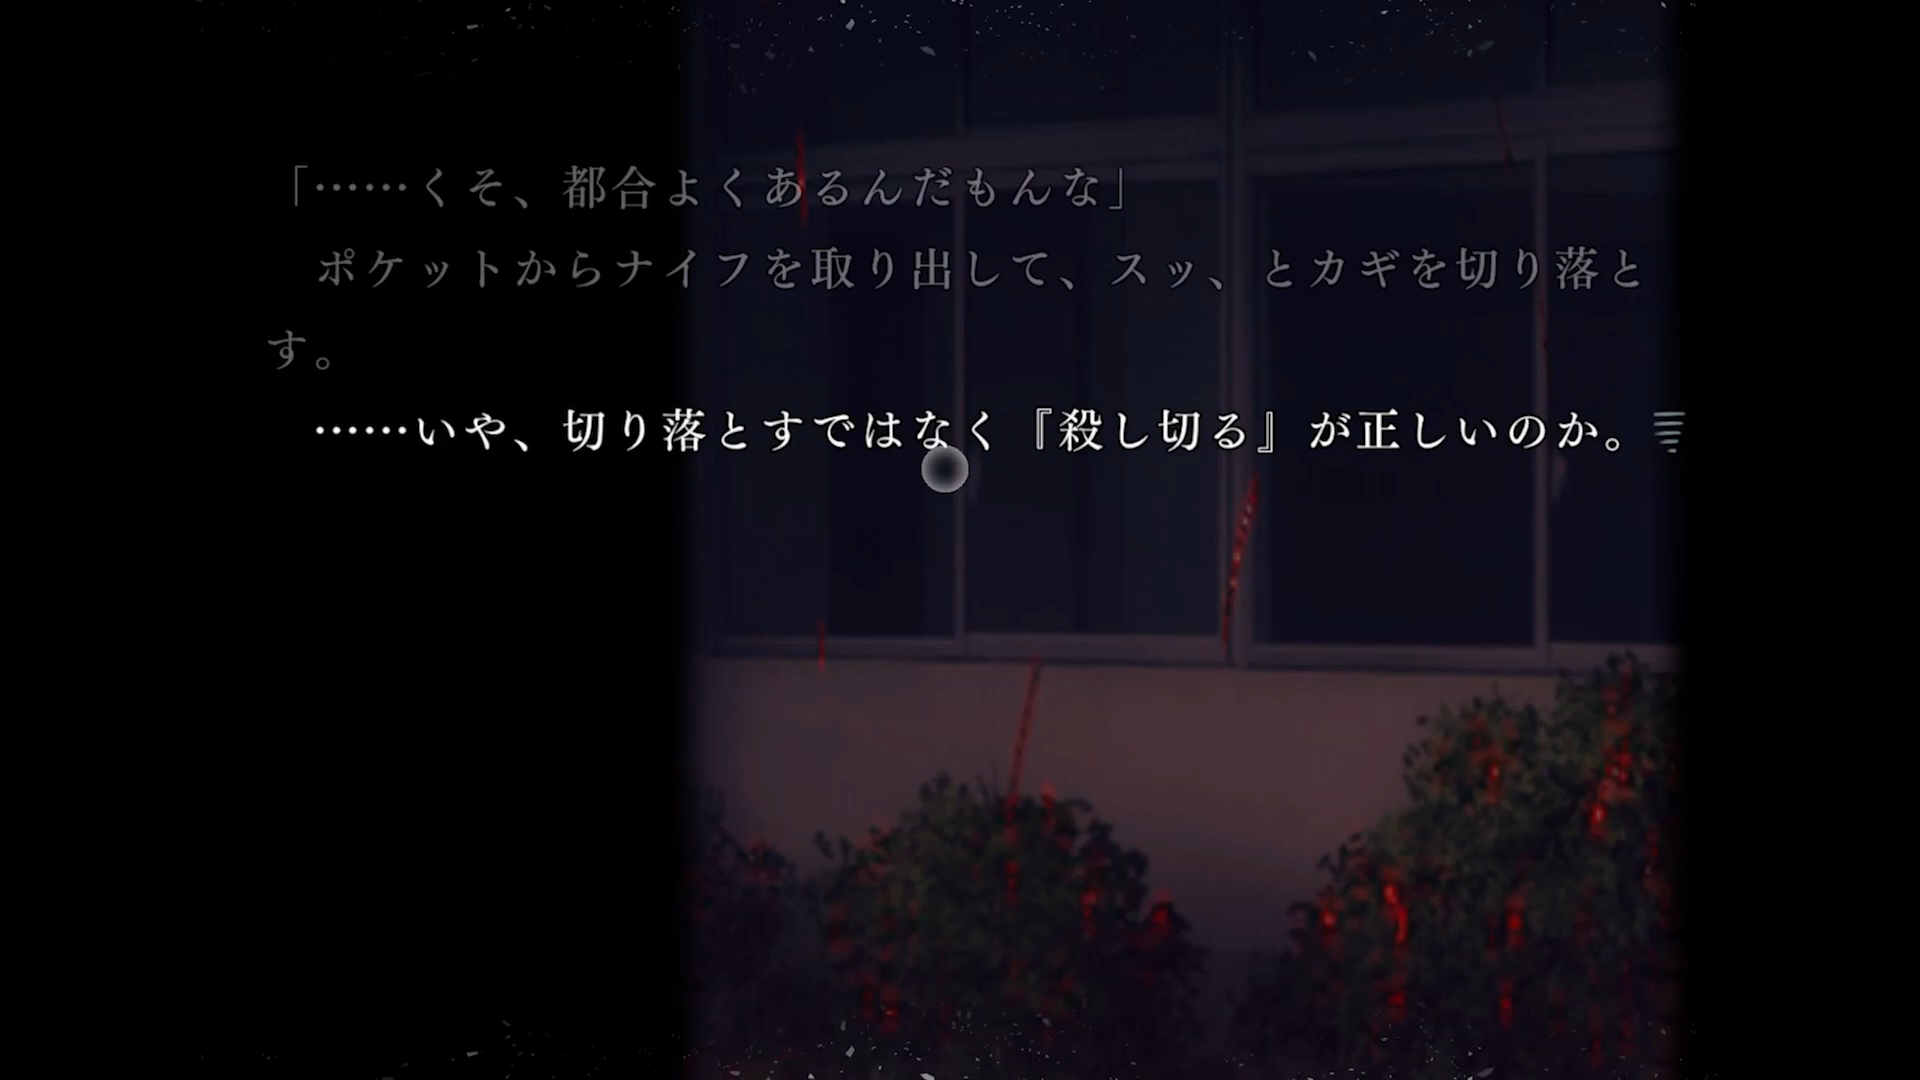 「……くそ、都合よくあるんだもんな」
　ポケットからナイフを取り出して、スッ、とカギを切り落と
す。
　……いや、切り落とすではなく『殺し切る』が正しいのか。